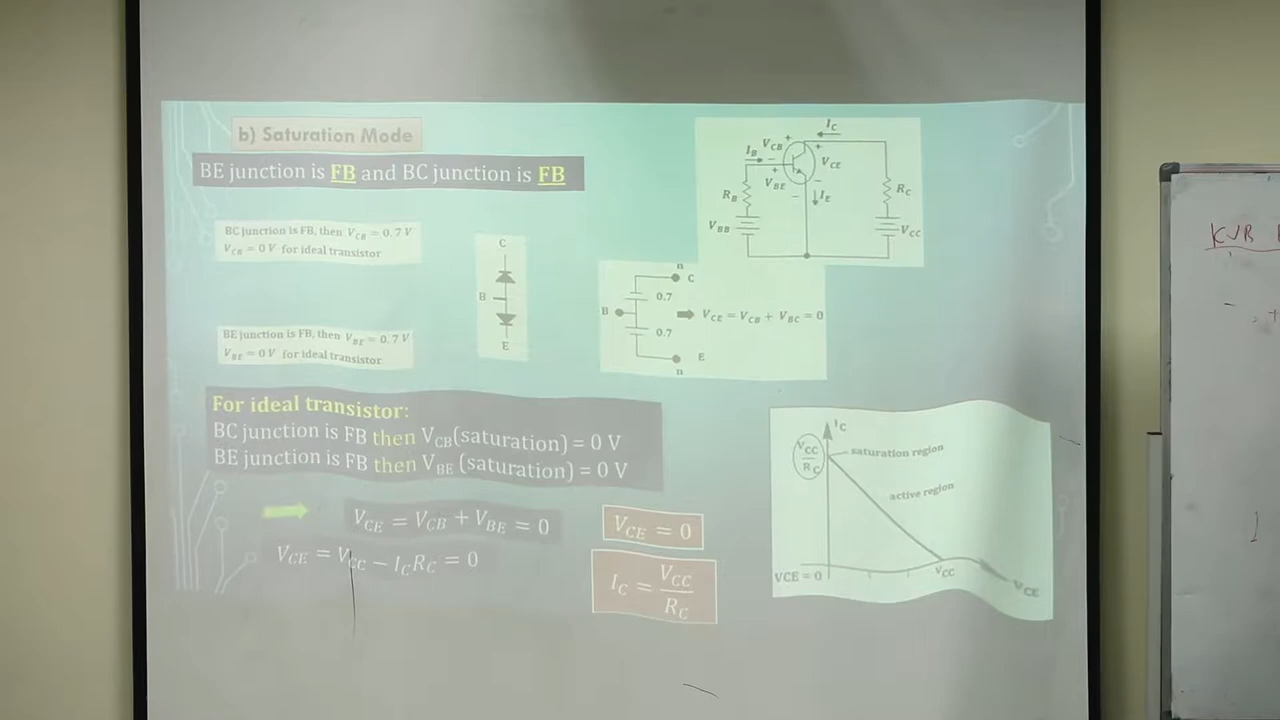 b) Saturation Mode
BE junction is FB and BC junction is FB
BC junction is FB, then V_CB = 0.7 V
V_CB = 0 V for ideal transistor
C
B
E
BE junction is FB, then V_BE = 0.7 V
V_BE = 0 V for ideal transistor
I_C
V_CB +
+
I_B
−
V_CE
+
V_BE
−
−
I_E
R_B
R_C
V_BB
V_CC
n
C
0.7
B
V_CE = V_CB + V_BC = 0
0.7
E
n
For ideal transistor:
BC junction is FB then V_CB(saturation) = 0 V
BE junction is FB then V_BE (saturation) = 0 V
V_CE = V_CB + V_BE = 0
V_CE = 0
V_CE = V_CC − I_C R_C = 0
I_C = V_CC / R_C
I_C
V_CC / R_C
saturation region
active region
VCE = 0
V_CC
V_CE
KVB